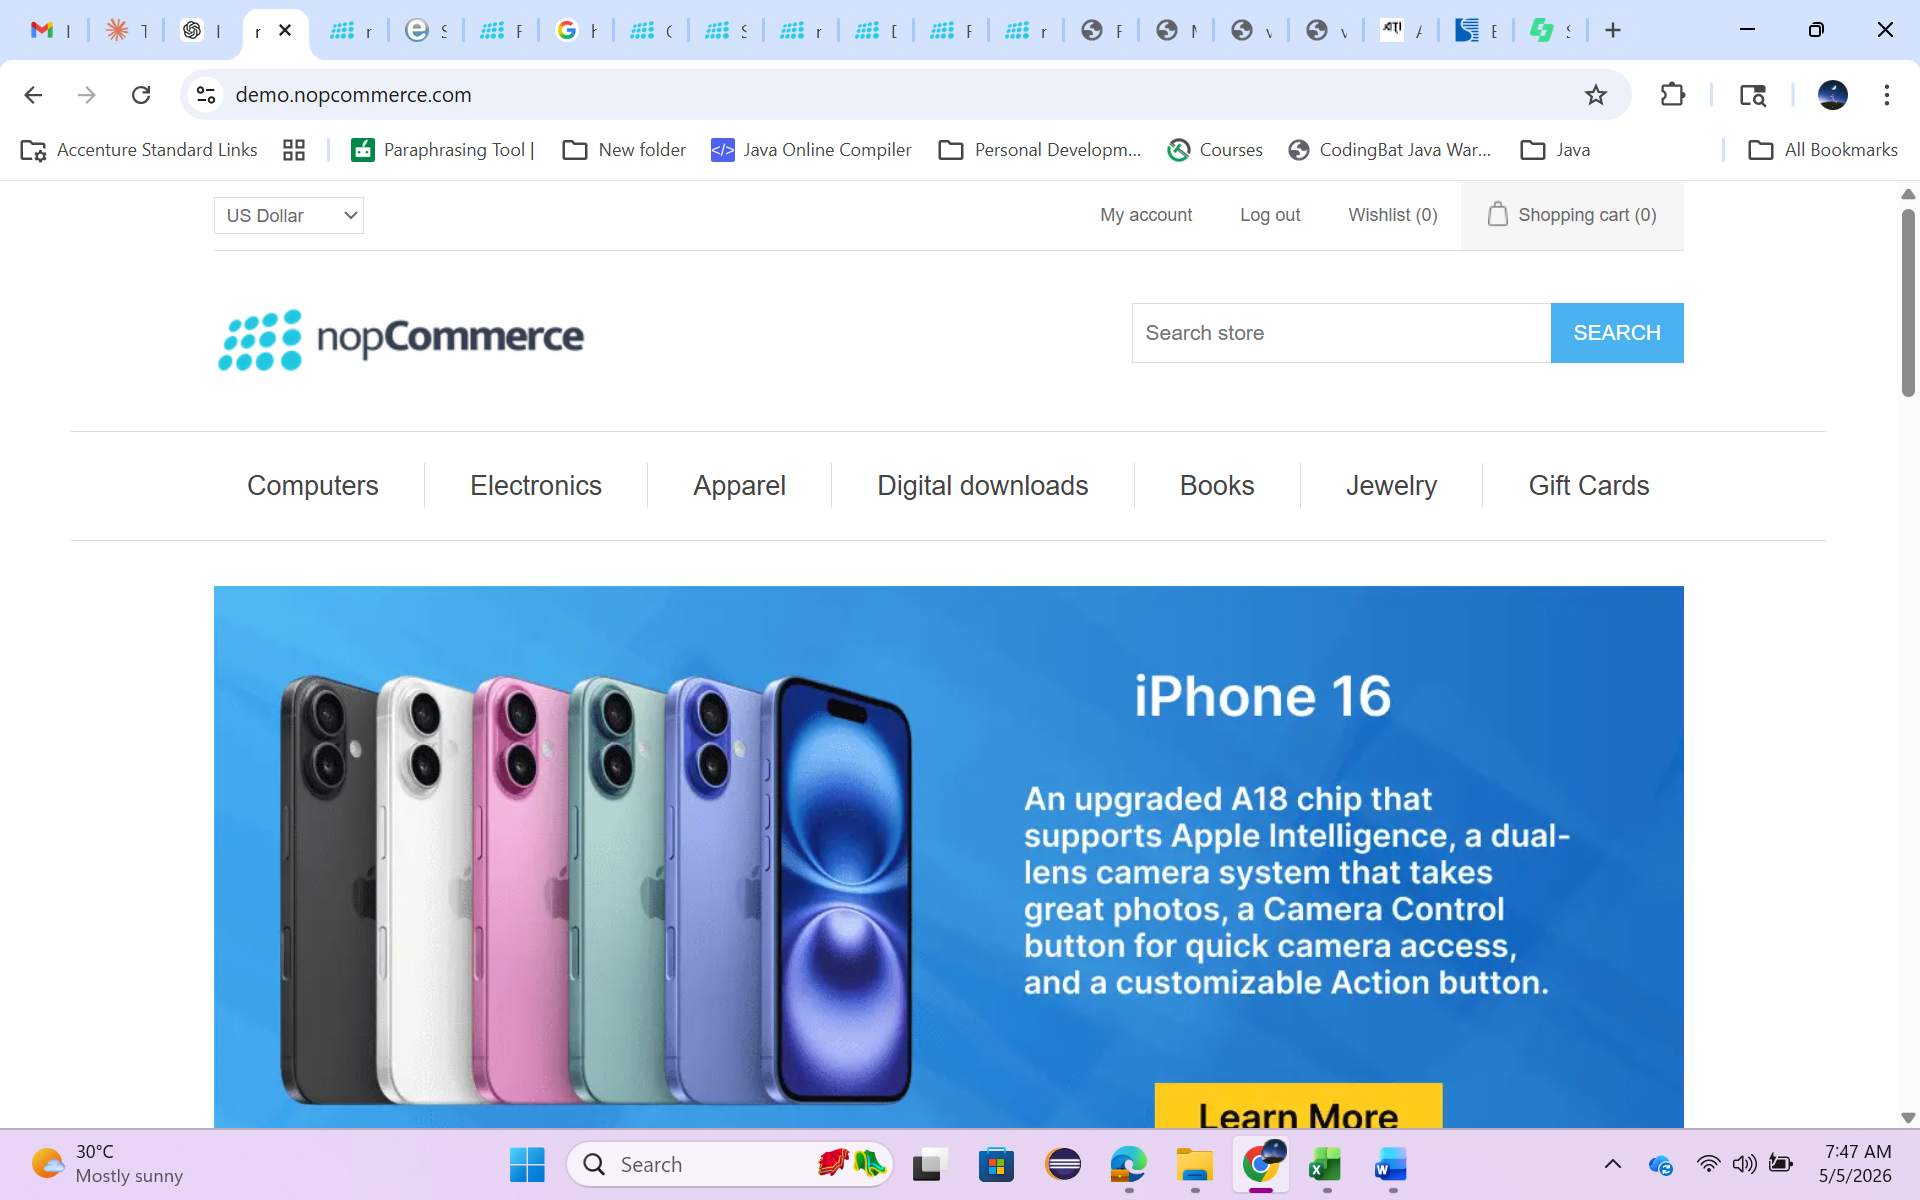 demo.nopcommerce.com
Accenture Standard Links
Paraphrasing Tool |
New folder
Java Online Compiler
Personal Developm...
Courses
CodingBat Java War...
Java
All Bookmarks
US Dollar
My account
Log out
Wishlist (0)
Shopping cart (0)
nopCommerce
Search store
SEARCH
Computers
Electronics
Apparel
Digital downloads
Books
Jewelry
Gift Cards
iPhone 16
An upgraded A18 chip that
supports Apple Intelligence, a dual-
lens camera system that takes
great photos, a Camera Control
button for quick camera access,
and a customizable Action button.
Learn More
30°C
Mostly sunny
Search
7:47 AM
5/5/2026